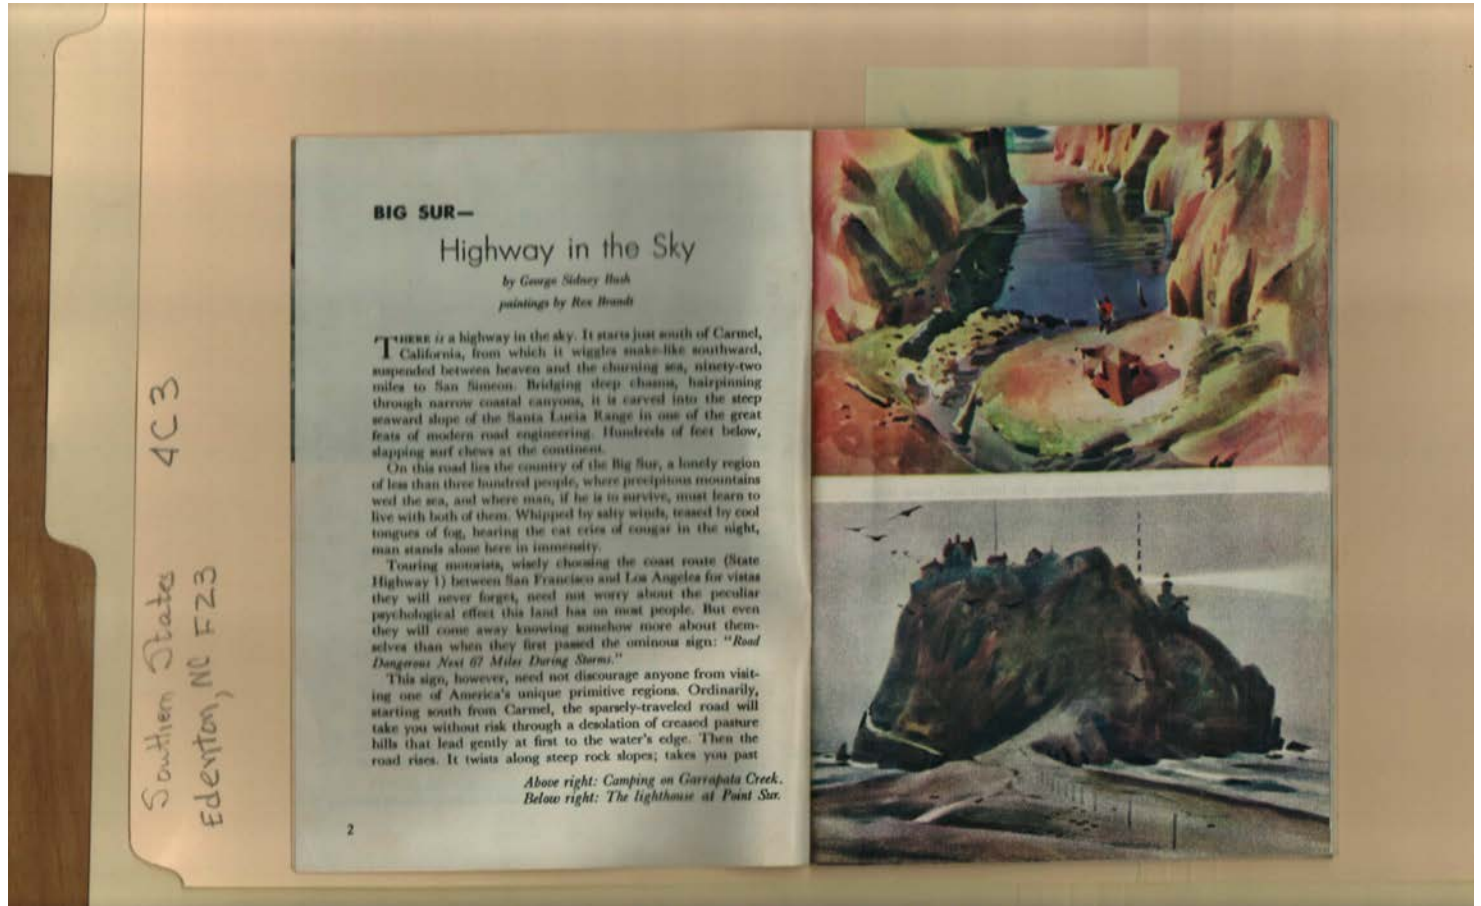 Southern States 4C3
Edenton, NC F23
BIG SUR—
Highway in the Sky
by George Sidney Bush
paintings by Rex Brandt
THERE is a highway in the sky. It starts just south of Carmel,
California, from which it wiggles snake-like southward,
suspended between heaven and the churning sea, ninety-two
miles to San Simeon. Bridging deep chasms, hairpinning
through narrow coastal canyons, it is carved into the steep
seaward slope of the Santa Lucia Range in one of the great
feats of modern road engineering. Hundreds of feet below,
slapping surf chews at the continent.
On this road lies the country of the Big Sur, a lonely region
of less than three hundred people, where precipitous mountains
wed the sea, and where man, if he is to survive, must learn to
live with both of them. Whipped by salty winds, teased by cool
tongues of fog, hearing the cat cries of cougar in the night,
man stands alone here in immensity.
Touring motorists, wisely choosing the coast route (State
Highway 1) between San Francisco and Los Angeles for vistas
they will never forget, need not worry about the peculiar
psychological effect this land has on most people. But even
they will come away knowing somehow more about them-
selves than when they first passed the ominous sign: "Road
Dangerous Next 67 Miles During Storms."
This sign, however, need not discourage anyone from visit-
ing one of America's unique primitive regions. Ordinarily,
starting south from Carmel, the sparsely-traveled road will
take you without risk through a desolation of creased pasture
hills that lead gently at first to the water's edge. Then the
road rises. It twists along steep rock slopes; takes you past
Above right: Camping on Garrapata Creek.
Below right: The lighthouse at Point Sur.
2